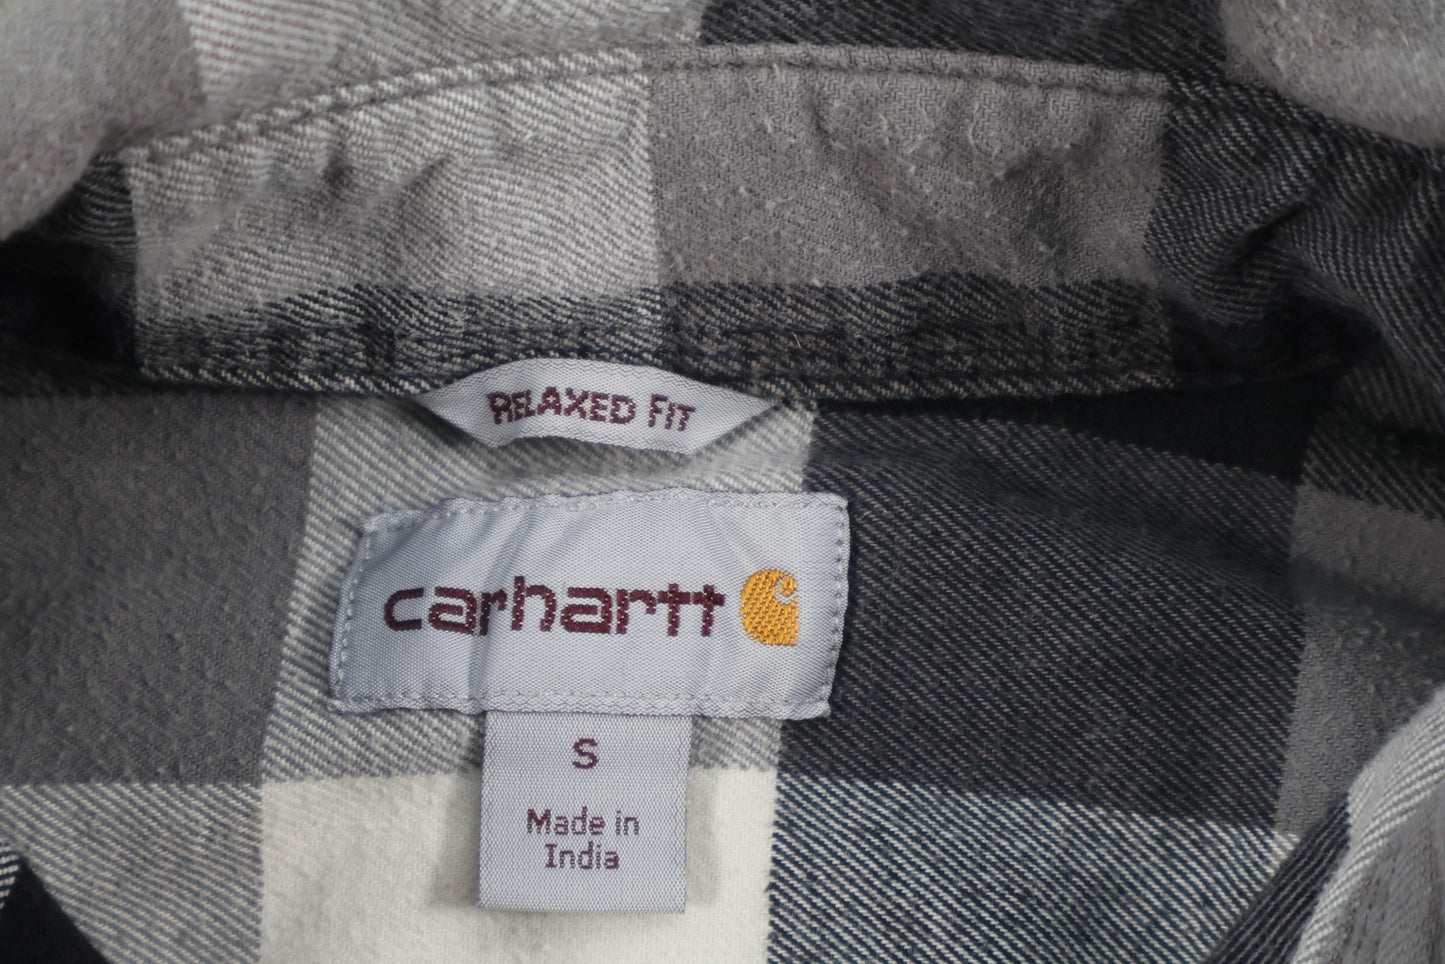 RELAXED FIT
carhartt
S
Made in
India